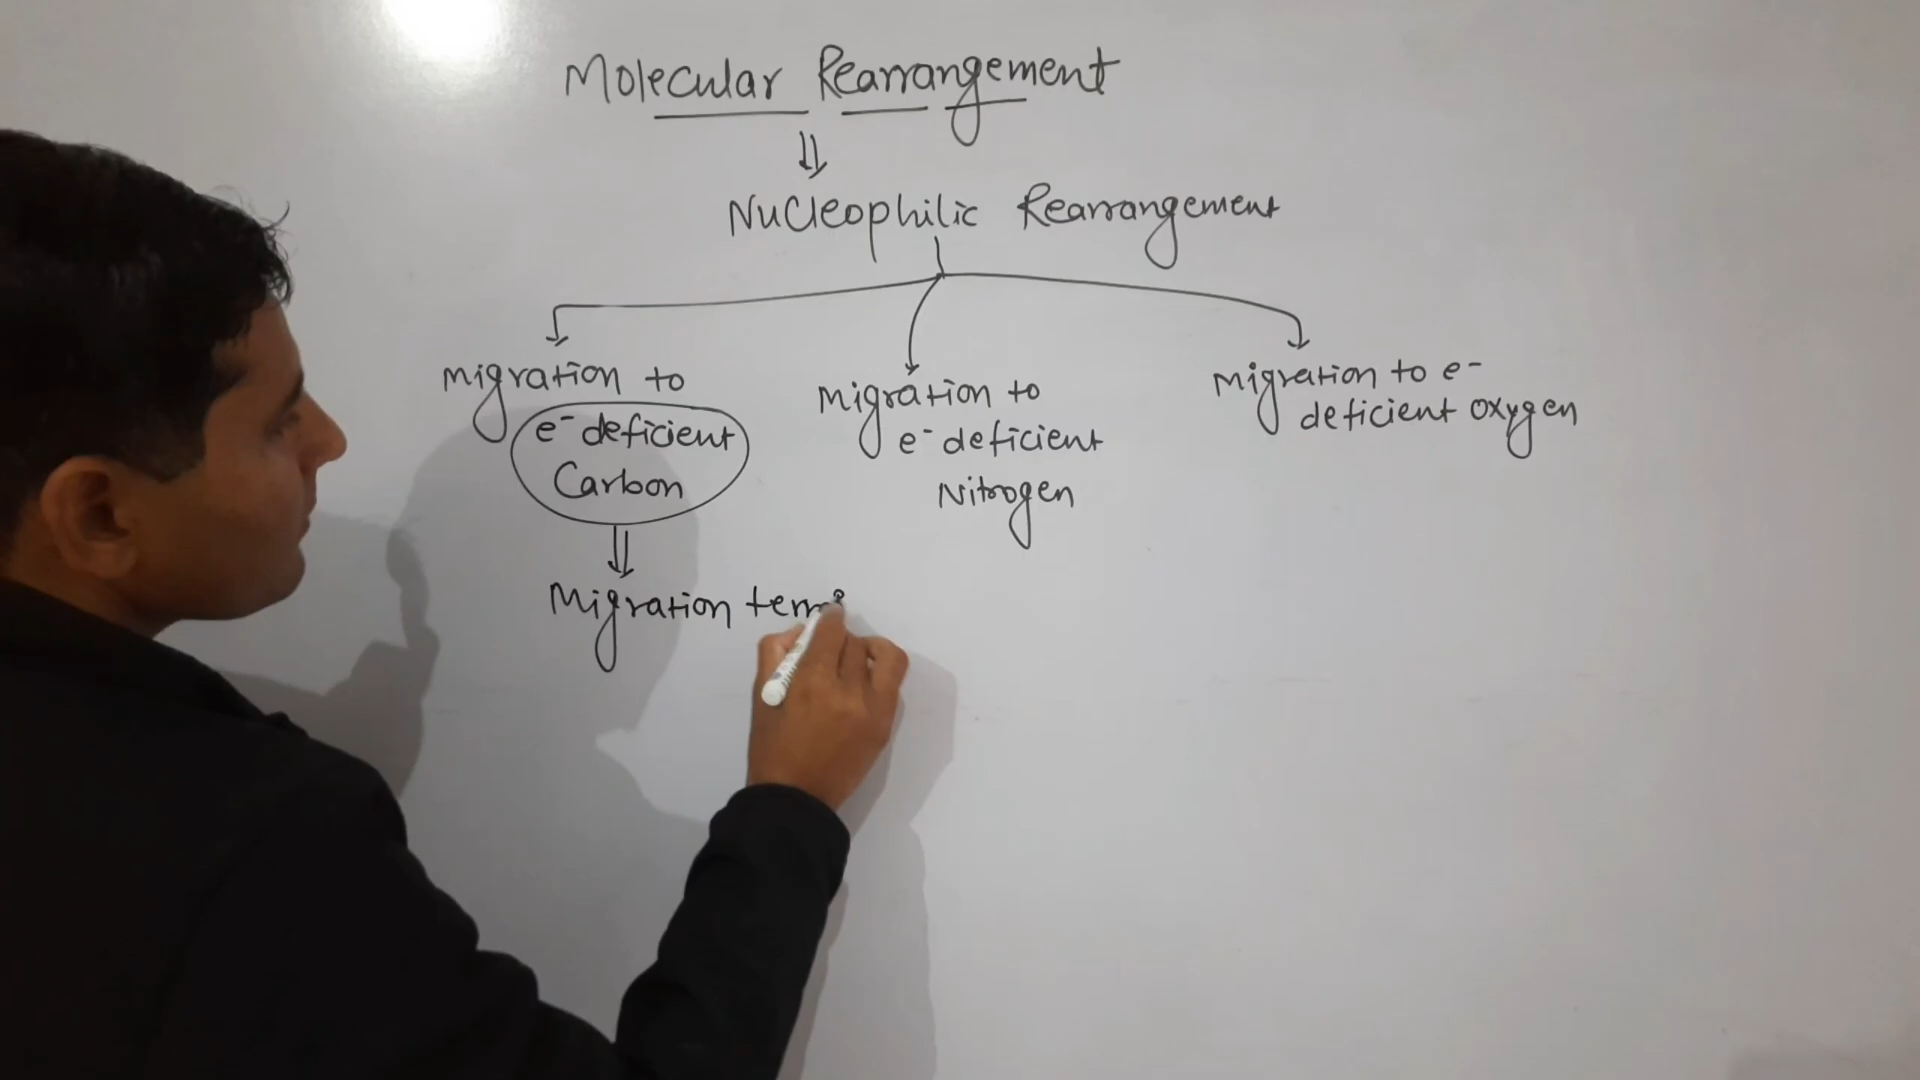 Molecular Rearrangement
Nucleophilic Rearrangement
Migration to
e- deficient
Carbon
Migration to
e- deficient
Nitrogen
Migration to e-
deficient oxygen
Migration